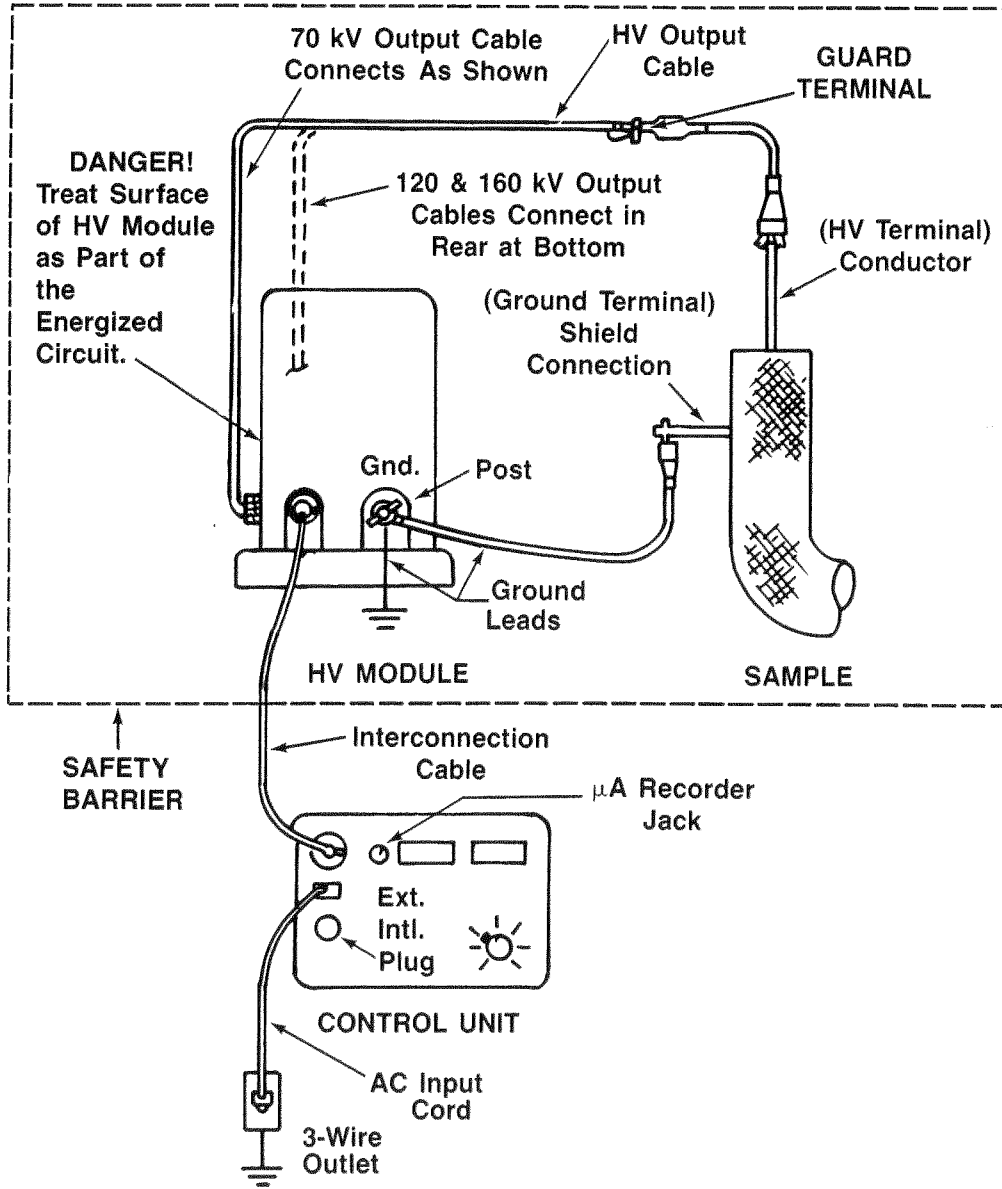 70 kV Output Cable
Connects As Shown
HV Output
Cable
GUARD
TERMINAL
DANGER!
Treat Surface
of HV Module
as Part of
the
Energized
Circuit.
120 & 160 kV Output
Cables Connect in
Rear at Bottom
(HV Terminal)
Conductor
(Ground Terminal)
Shield
Connection
Gnd.
Post
Ground
Leads
HV MODULE
SAMPLE
SAFETY
BARRIER
Interconnection
Cable
μA Recorder
Jack
Ext.
Intl.
Plug
CONTROL UNIT
AC Input
Cord
3-Wire
Outlet